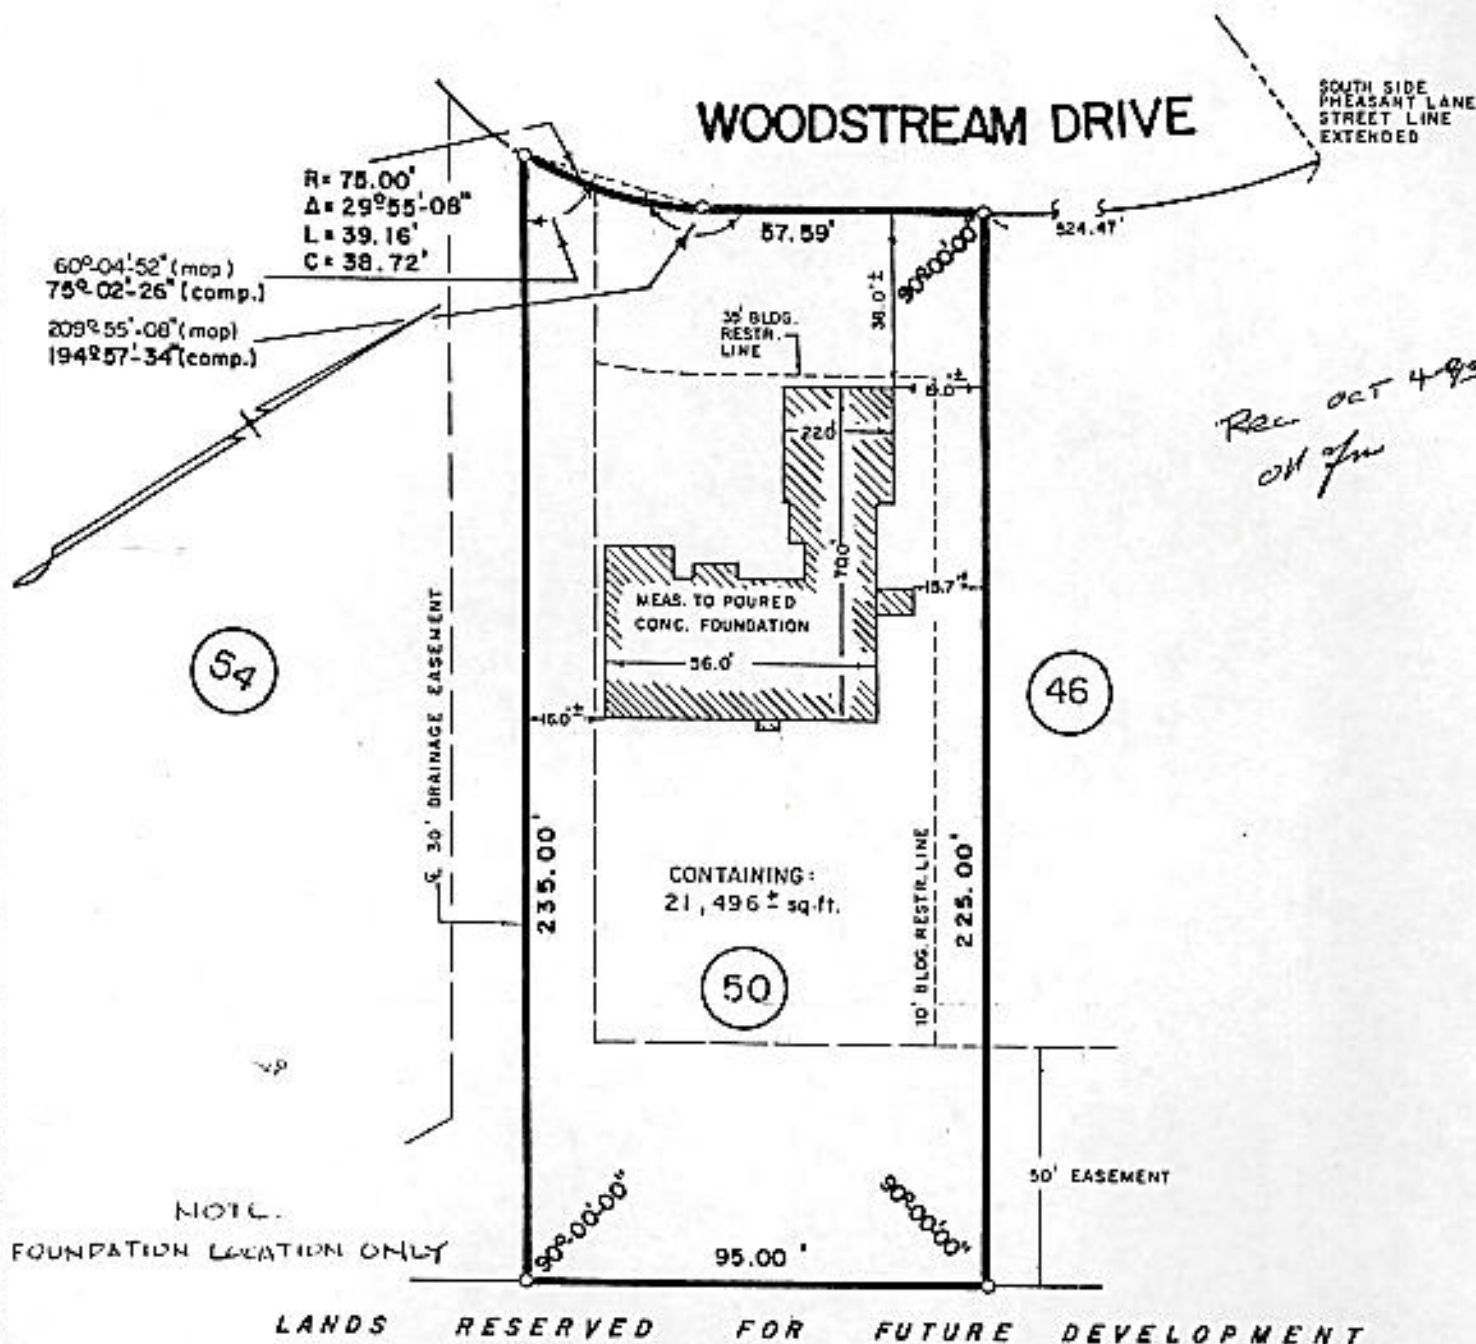 WOODSTREAM DRIVE
SOUTH SIDE
PHEASANT LANE
STREET LINE
EXTENDED
R= 75.00'
Δ= 29°-55'-08"
L= 39.16'
C= 38.72'
60°-04'-52" (map)
75°-02'-26" (comp.)
209°-55'-08" (map)
194°-57'-34" (comp.)
57.59'
90°-00'-00"
524.47'
38.0'±
35' BLDG.
RESTR.
LINE
19.0'±
22.0'
70.0'
15.7'±
MEAS. TO POURED
CONC. FOUNDATION
56.0'
15.0'±
Rec OCT 4
54
46
℄ 30' DRAINAGE EASEMENT
235.00'
CONTAINING:
21,496± sq.ft.
50
10' BLDG. RESTR. LINE
225.00'
50' EASEMENT
NOTE.
FOUNDATION LOCATION ONLY
90°-00'-00"
95.00'
90°-00'-00"
LANDS RESERVED FOR FUTURE DEVELOPMENT